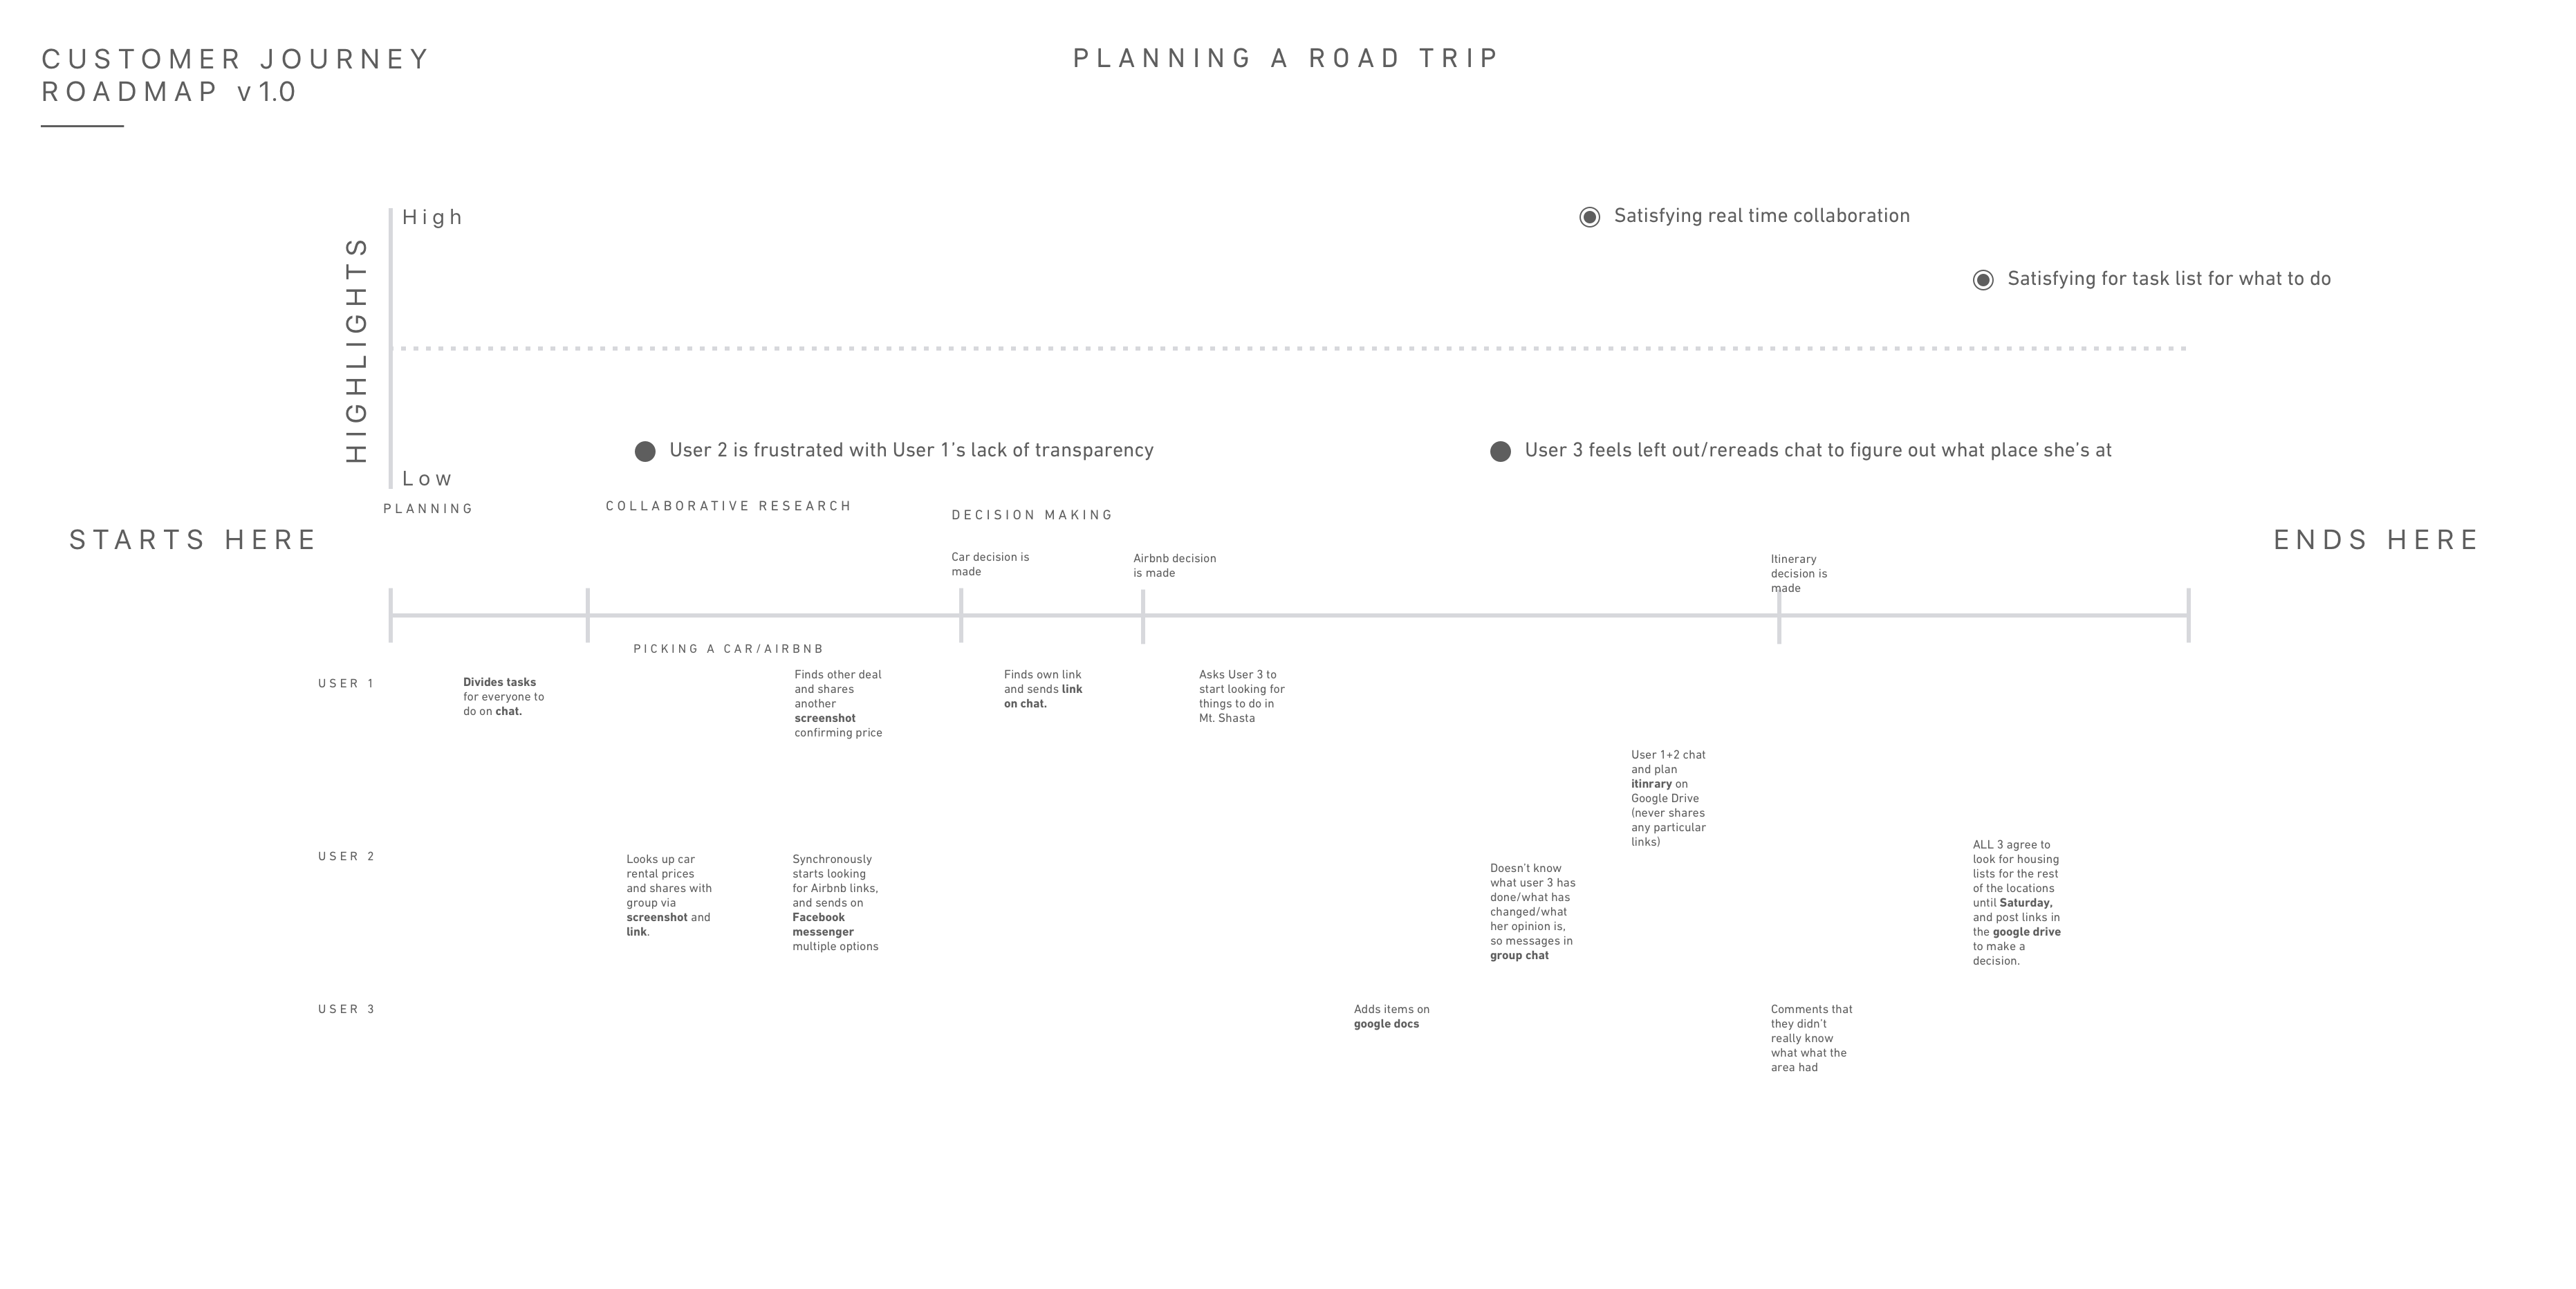 CUSTOMER JOURNEY
ROADMAP v1.0
PLANNING A ROAD TRIP
HIGHLIGHTS
High
Satisfying real time collaboration
Satisfying for task list for what to do
User 2 is frustrated with User 1’s lack of transparency
User 3 feels left out/rereads chat to figure out what place she’s at
Low
PLANNING
COLLABORATIVE RESEARCH
DECISION MAKING
STARTS HERE
ENDS HERE
Car decision is
made
Airbnb decision
is made
Itinerary
decision is
made
PICKING A CAR/AIRBNB
USER 1
Divides tasks
for everyone to
do on chat.
Finds other deal
and shares
another
screenshot
confirming price
Finds own link
and sends link
on chat.
Asks User 3 to
start looking for
things to do in
Mt. Shasta
User 1+2 chat
and plan
itinrary on
Google Drive
(never shares
any particular
links)
USER 2
Looks up car
rental prices
and shares with
group via
screenshot and
link.
Synchronously
starts looking
for Airbnb links,
and sends on
Facebook
messenger
multiple options
Doesn’t know
what user 3 has
done/what has
changed/what
her opinion is,
so messages in
group chat
ALL 3 agree to
look for housing
lists for the rest
of the locations
until Saturday,
and post links in
the google drive
to make a
decision.
USER 3
Adds items on
google docs
Comments that
they didn’t
really know
what what the
area had